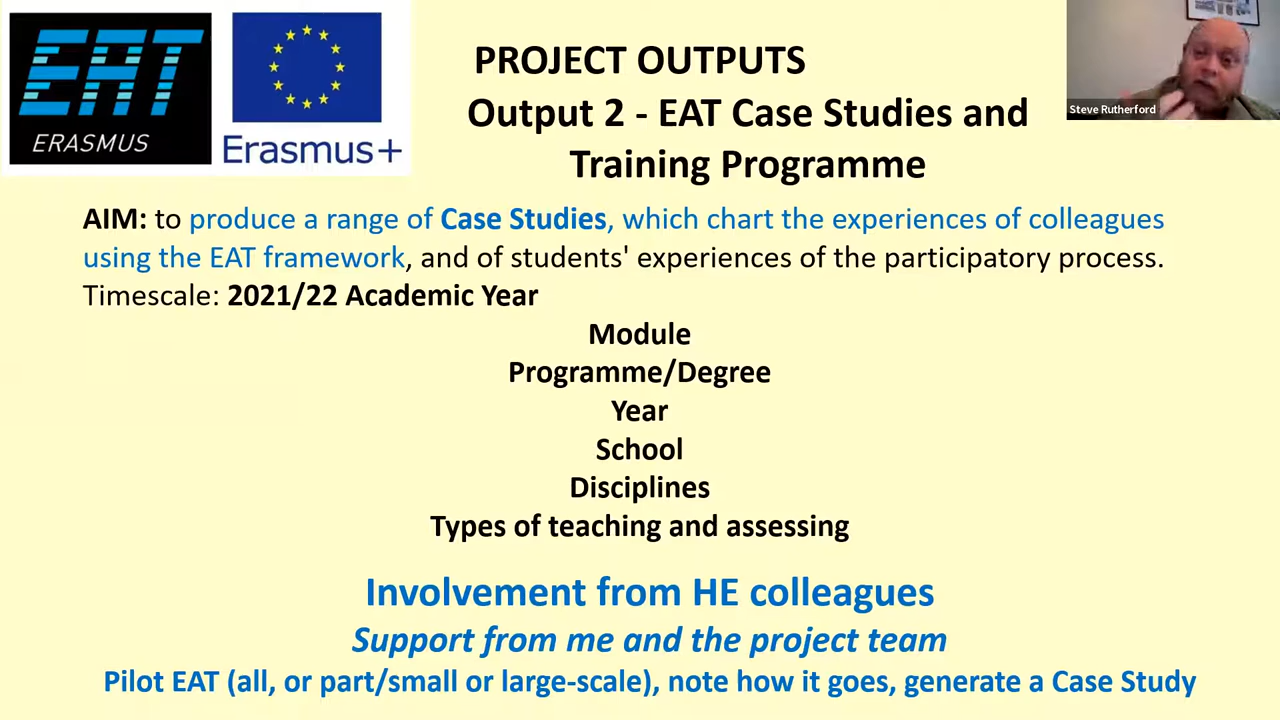 EAT
ERASMUS
Erasmus+
PROJECT OUTPUTS
Output 2 - EAT Case Studies and
Training Programme
Steve Rutherford
AIM: to produce a range of Case Studies, which chart the experiences of colleagues
using the EAT framework, and of students' experiences of the participatory process.
Timescale: 2021/22 Academic Year
Module
Programme/Degree
Year
School
Disciplines
Types of teaching and assessing
Involvement from HE colleagues
Support from me and the project team
Pilot EAT (all, or part/small or large-scale), note how it goes, generate a Case Study